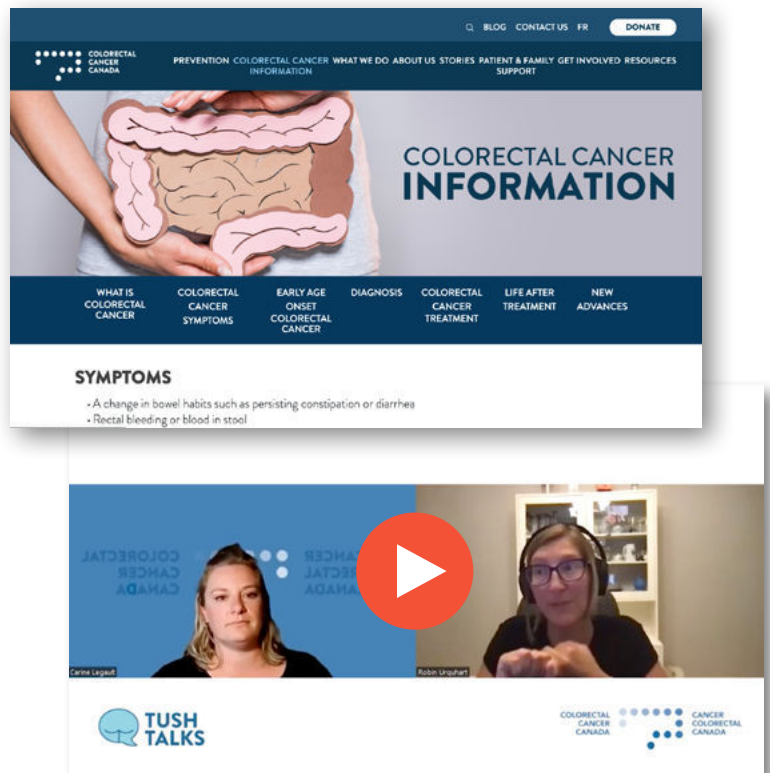 BLOG CONTACT US FR DONATE
COLORECTAL
CANCER
CANADA
PREVENTION COLORECTAL CANCER WHAT WE DO ABOUT US STORIES PATIENT & FAMILY GET INVOLVED RESOURCES
INFORMATION SUPPORT
COLORECTAL CANCER
INFORMATION
WHAT IS
COLORECTAL
CANCER
COLORECTAL
CANCER
SYMPTOMS
EARLY AGE
ONSET
COLORECTAL
CANCER
DIAGNOSIS
COLORECTAL
CANCER
TREATMENT
LIFE AFTER
TREATMENT
NEW
ADVANCES
SYMPTOMS
- A change in bowel habits such as persisting constipation or diarrhea
- Rectal bleeding or blood in stool
COLORECTAL
CANCER
CANADA
CANCER
Carine Legault
Robin Urquhart
TUSH
TALKS
COLORECTAL
CANCER
CANADA
CANCER
COLORECTAL
CANADA